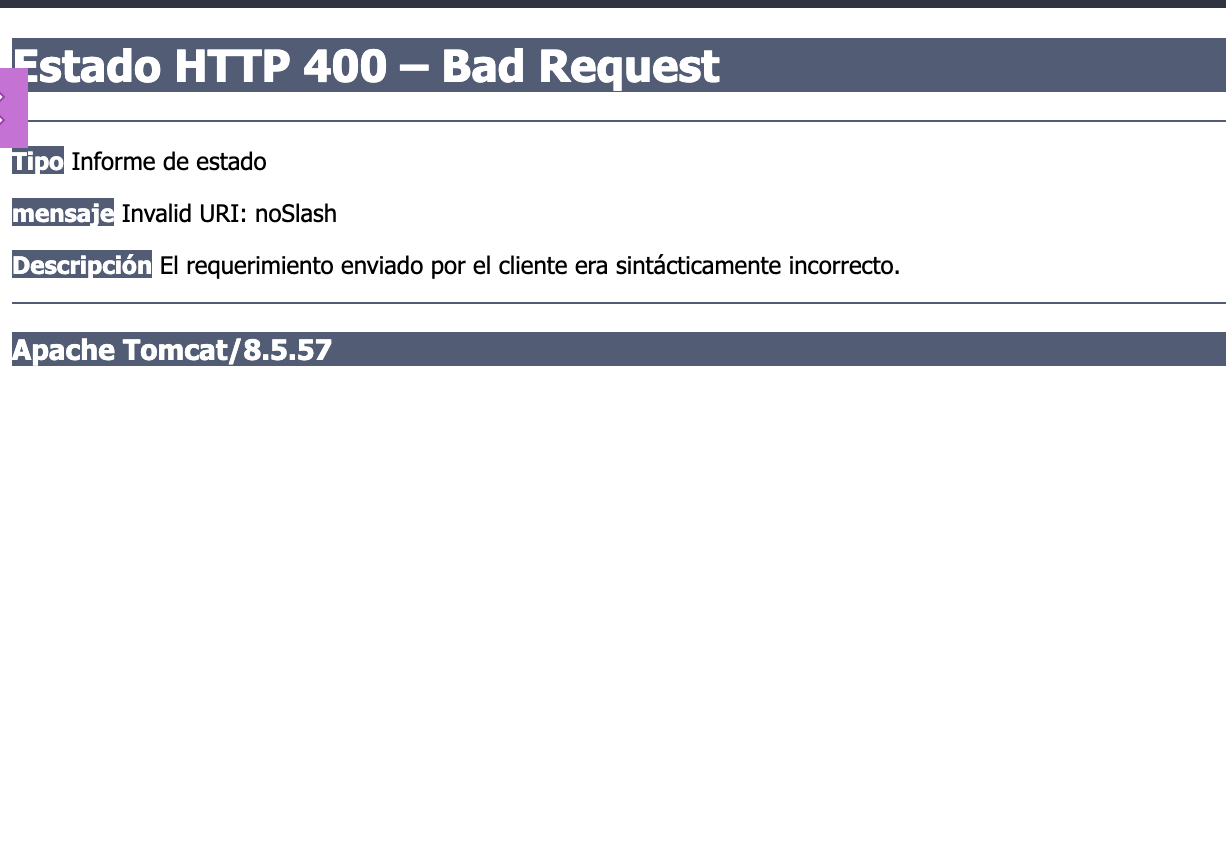 Estado HTTP 400 – Bad Request
Tipo Informe de estado
mensaje Invalid URI: noSlash
Descripción El requerimiento enviado por el cliente era sintácticamente incorrecto.
Apache Tomcat/8.5.57